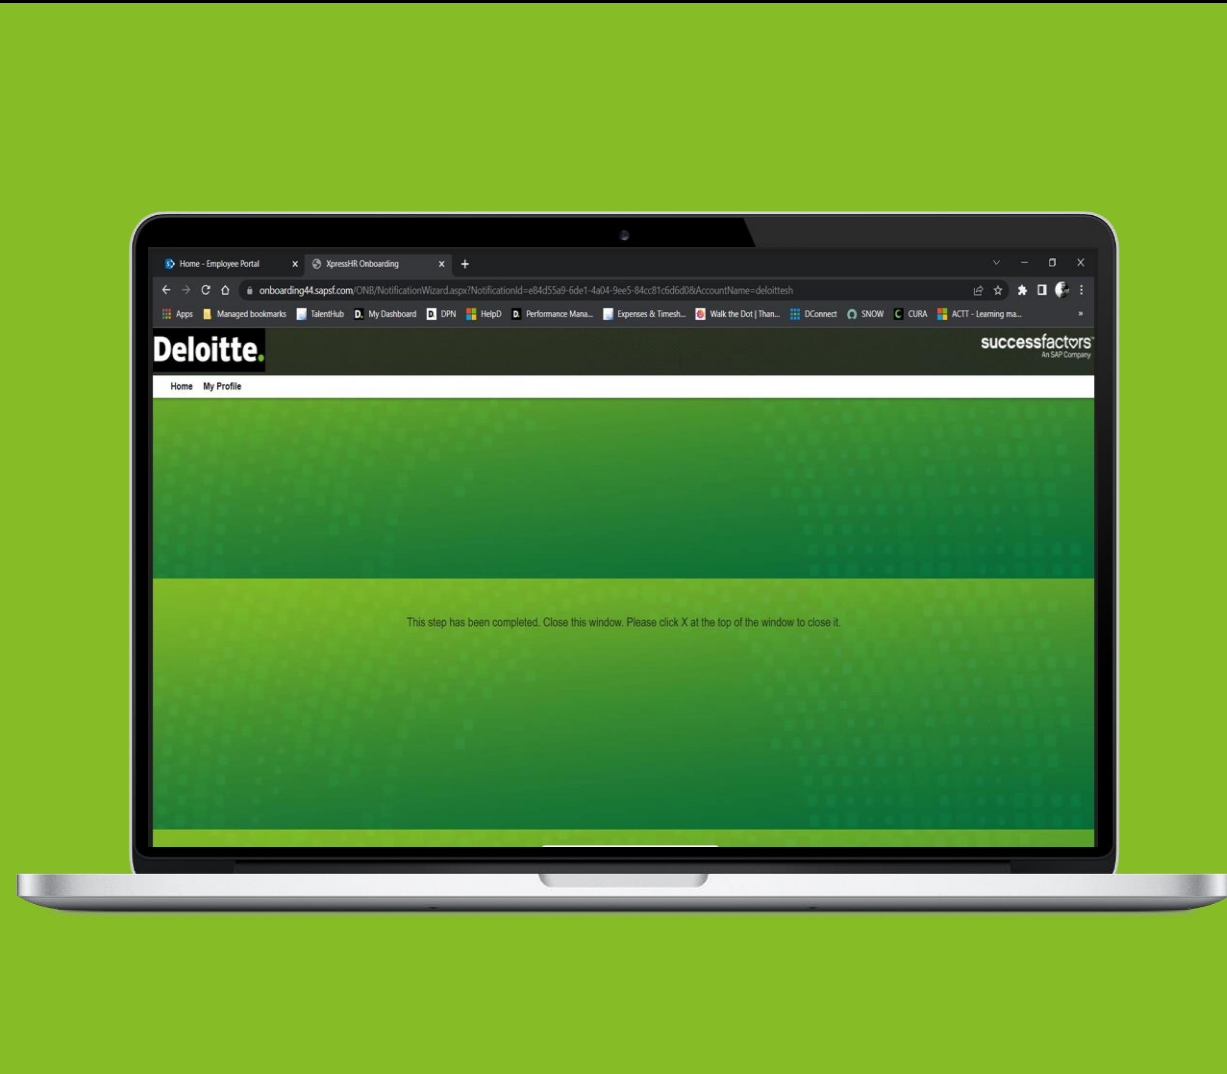 Home - Employee Portal
XpressHR Onboarding
onboarding44.sapsf.com/ONB/NotificationWizard.aspx?NotificationId=e84d55a9-6de1-4a04-9ee5-84cc81c6d6d0&AccountName=deloittesh
Apps Managed bookmarks TalentHub D. My Dashboard D. DPN HelpD D. Performance Mana... Expenses & Timesh... Walk the Dot | Than... DConnect SNOW C CURA ACTT - Learning ma... »
Deloitte.
successfactors™
An SAP Company
Home My Profile
This step has been completed. Close this window. Please click X at the top of the window to close it.